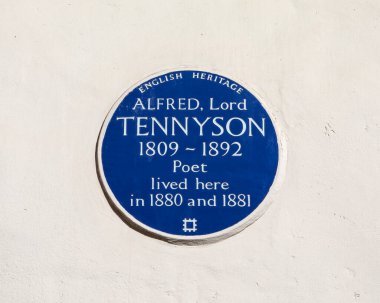 ENGLISH HERITAGE
ALFRED, Lord
TENNYSON
1809 ~ 1892
Poet
lived here
in 1880 and 1881